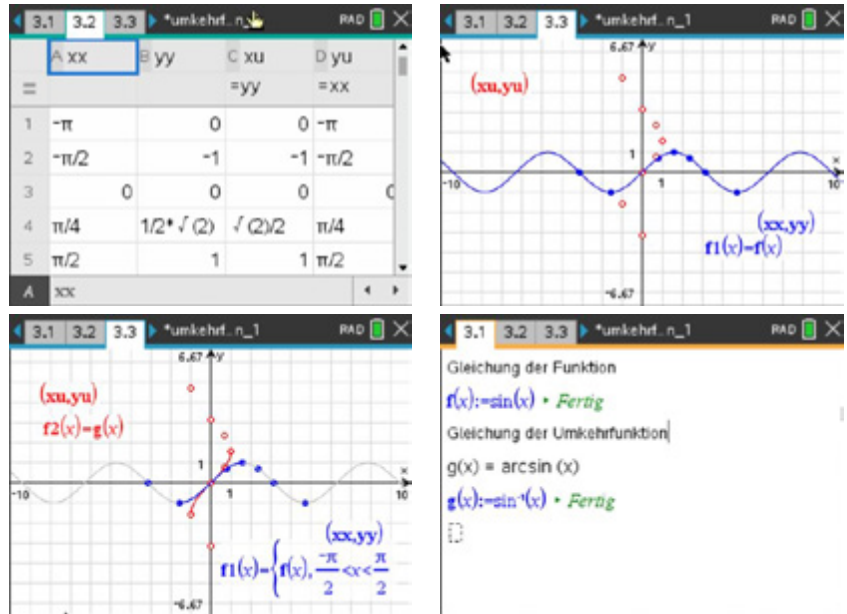 3.1 3.2 3.3 *umkehrf…n_1 RAD
A xx B yy C xu D yu
= =yy =xx
1 -π 0 0 -π
2 -π/2 -1 -1 -π/2
3 0 0 0 0
4 π/4 1/2*√(2) √(2)/2 π/4
5 π/2 1 1 π/2
A xx
3.1 3.2 3.3 *umkehrf…n_1 RAD
6.67 y
(xu,yu)
1
x
-10 1 10
(xx,yy)
f1(x)=f(x)
-6.67
3.1 3.2 3.3 *umkehrf…n_1 RAD
6.67 y
(xu,yu)
f2(x)=g(x)
1
x
-10 1 10
(xx,yy)
f1(x)={f(x), -π/2<x<π/2
-6.67
3.1 3.2 3.3 *umkehrf…n_1 RAD
Gleichung der Funktion
f(x):=sin(x) ▸ Fertig
Gleichung der Umkehrfunktion
g(x) = arcsin (x)
g(x):=sin⁻¹(x) ▸ Fertig